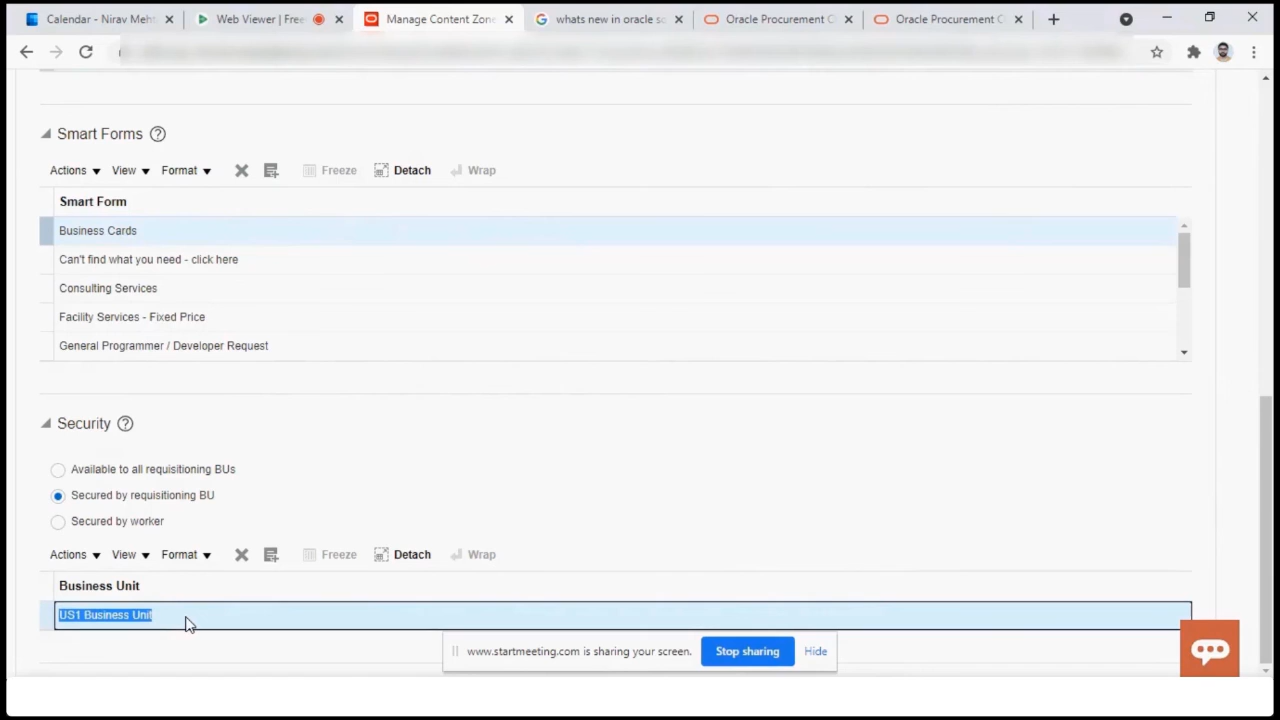 Calendar - Nirav Meh
Web Viewer | Free
Manage Content Zone
whats new in oracle so
Oracle Procurement C
Oracle Procurement C
Smart Forms
Actions View Format Freeze Detach Wrap
Smart Form
Business Cards
Can't find what you need - click here
Consulting Services
Facility Services - Fixed Price
General Programmer / Developer Request
Security
Available to all requisitioning BUs
Secured by requisitioning BU
Secured by worker
Actions View Format Freeze Detach Wrap
Business Unit
US1 Business Unit
www.startmeeting.com is sharing your screen. Stop sharing Hide